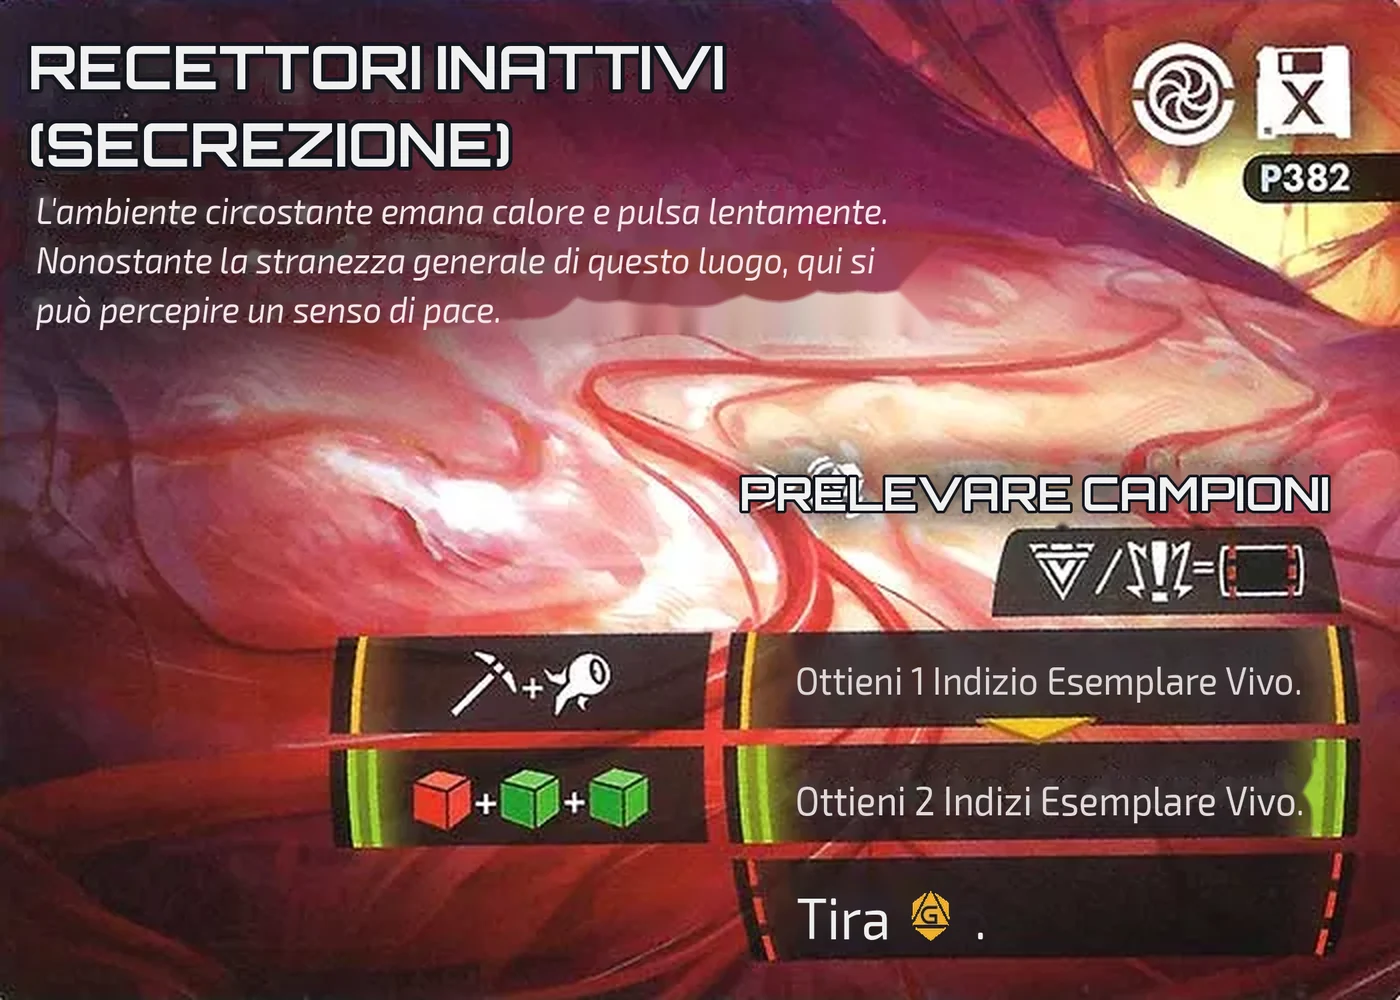 RECETTORI INATTIVI
(SECREZIONE)
X
P382
L'ambiente circostante emana calore e pulsa lentamente.
Nonostante la stranezza generale di questo luogo, qui si
può percepire un senso di pace.
PRELEVARE CAMPIONI
/ ! =
+
Ottieni 1 Indizio Esemplare Vivo.
+ +
Ottieni 2 Indizi Esemplare Vivo.
Tira G .